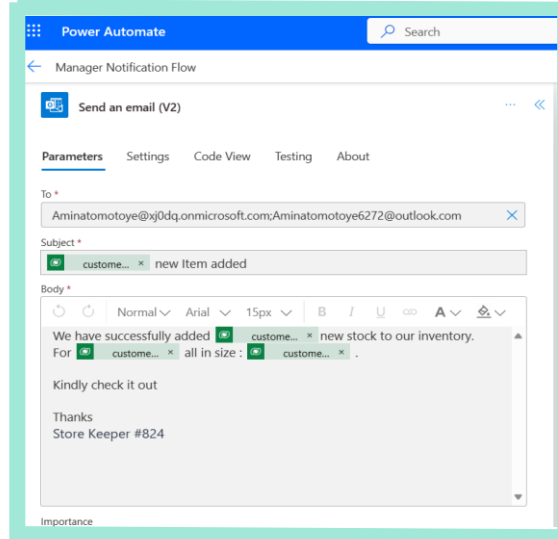 Power Automate
Search
Manager Notification Flow
Send an email (V2)
Parameters Settings Code View Testing About
To *
Aminatomotoye@xj0dq.onmicrosoft.com;Aminatomotoye6272@outlook.com
Subject *
custome... × new Item added
Body *
Normal Arial 15px B I U A
We have successfully added custome... × new stock to our inventory.
For custome... × all in size : custome... × .
Kindly check it out
Thanks
Store Keeper #824
Importance